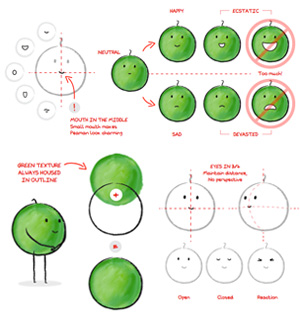 HAPPY
ECSTATIC
NEUTRAL
Too much!
MOUTH IN THE MIDDLE
Small mouth makes
Peaman look charming
SAD
DEVASTED
GREEN TEXTURE
ALWAYS HOUSED
IN OUTLINE
EYES IN 3/4
Maintain distance,
No perspective
Open
Closed
Reaction